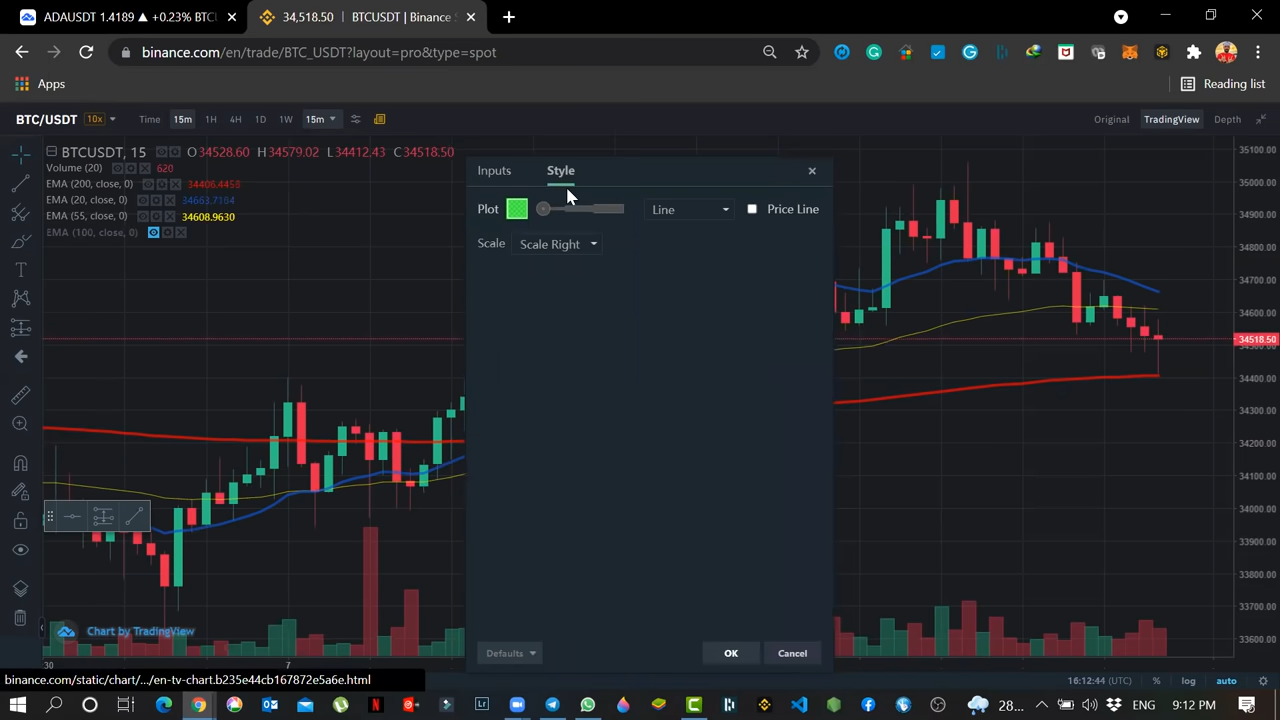 ADAUSDT 1.4189 ▲ +0.23% BTC
34,518.50 | BTCUSDT | Binance S
binance.com/en/trade/BTC_USDT?layout=pro&type=spot
Apps
Reading list
BTC/USDT 10x Time 15m 1H 4H 1D 1W 15m Original TradingView Depth
BTCUSDT, 15 O34528.60 H34579.02 L34412.43 C34518.50
Volume (20) 620
EMA (200, close, 0) 34406.4458
EMA (20, close, 0) 34663.7184
EMA (55, close, 0) 34608.9630
EMA (100, close, 0)
Inputs Style
Plot Line Price Line
Scale Scale Right
Defaults OK Cancel
35100.00
35000.00
34900.00
34800.00
34700.00
34600.00
34518.50
34400.00
34300.00
34200.00
34100.00
34000.00
33900.00
33800.00
33700.00
33600.00
Chart by TradingView
30 7
binance.com/static/chart/.../en-tv-chart.b235e44cb167872e5a6e.html
16:12:44 (UTC) % log auto
28... ENG 9:12 PM